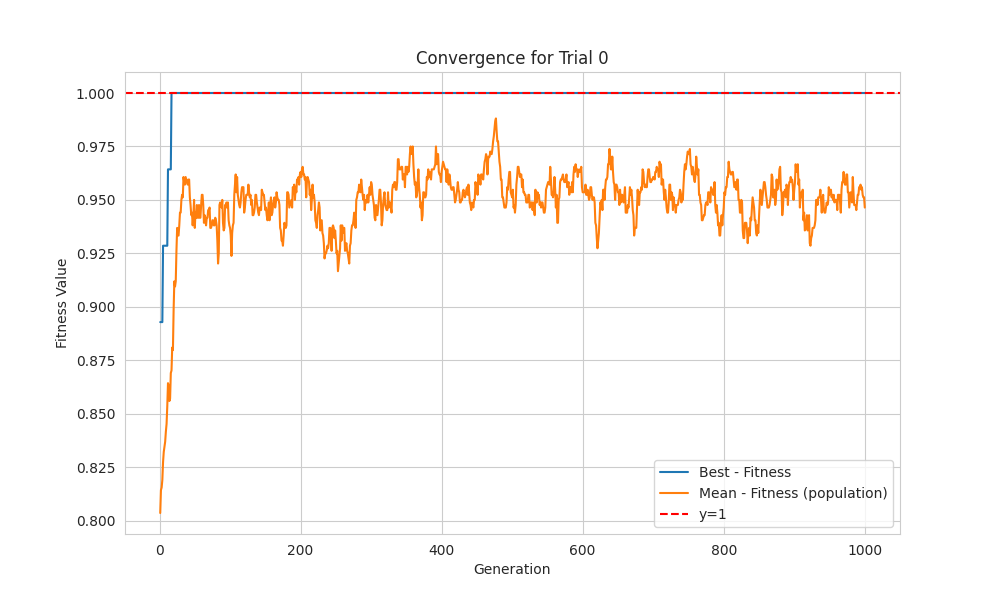 Convergence for Trial 0
Fitness Value
1.000
0.975
0.950
0.925
0.900
0.875
0.850
0.825
0.800
0 200 400 600 800 1000
Generation
Best - Fitness
Mean - Fitness (population)
y=1